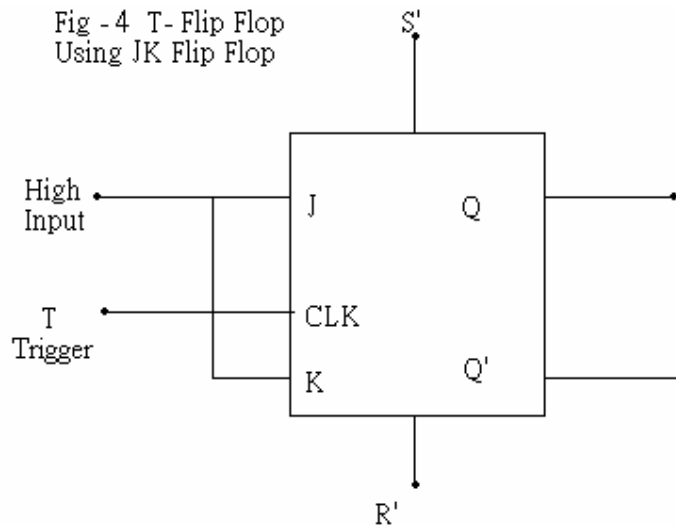 Fig - 4 T- Flip Flop
Using JK Flip Flop
S'
High
Input
J
Q
T
Trigger
CLK
K
Q'
R'